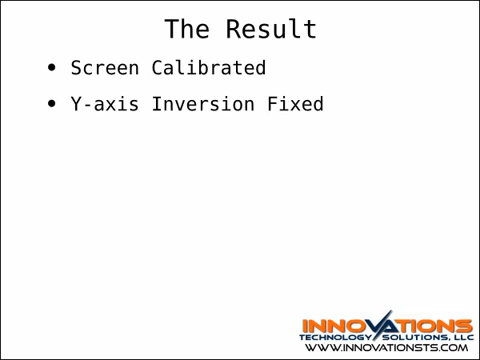 The Result
• Screen Calibrated
• Y-axis Inversion Fixed
INNOVATIONS
TECHNOLOGY SOLUTIONS, LLC
WWW.INNOVATIONSTS.COM